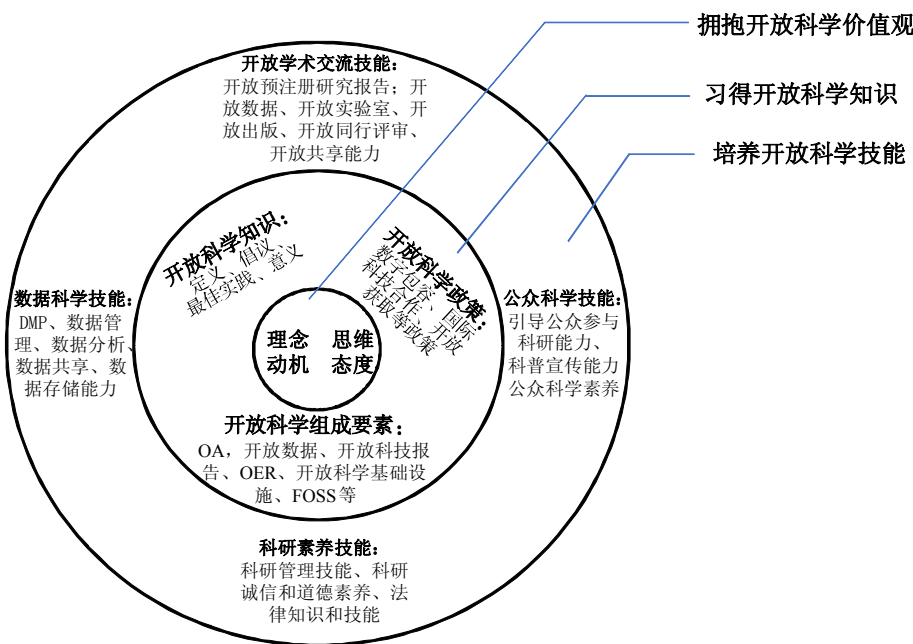 拥抱开放科学价值观
习得开放科学知识
培养开放科学技能
开放学术交流技能：
开放预注册研究报告；开
放数据、开放实验室、开
放出版、开放同行评审、
开放共享能力
开放科学知识：
定义、倡议、
最佳实践、意义
开放科学政策：
数字包容、国际
科技合作、开放
获取等政策
数据科学技能：
DMP、数据管
理、数据分析、
数据共享、数
据存储能力
理念 思维
动机 态度
公众科学技能：
引导公众参与
科研能力、
科普宣传能力
公众科学素养
开放科学组成要素：
OA，开放数据、开放科技报
告、OER、开放科学基础设
施、FOSS等
科研素养技能：
科研管理技能、科研
诚信和道德素养、法
律知识和技能